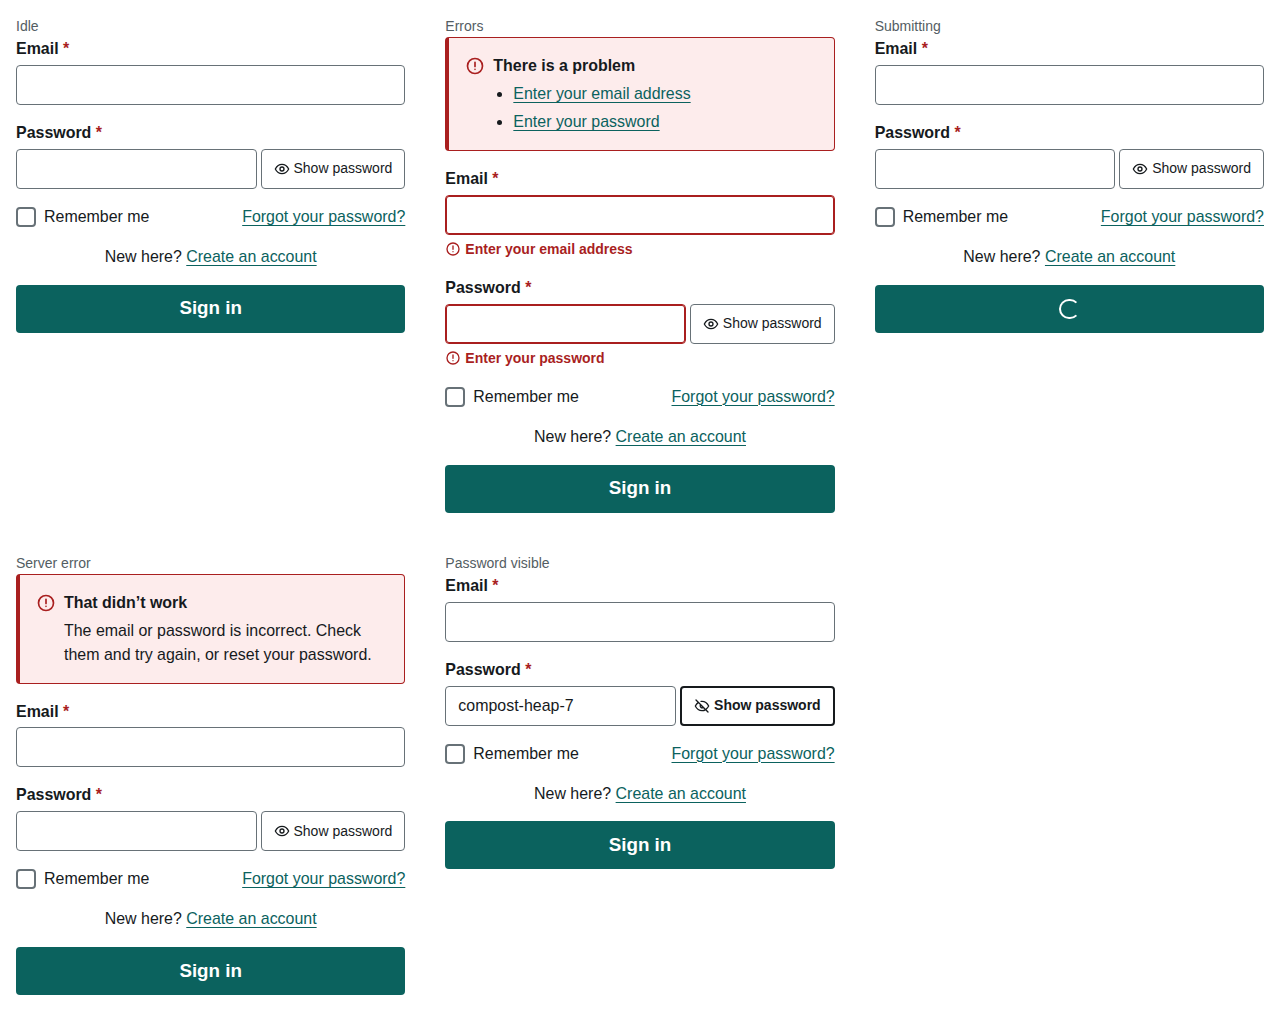 Idle
Email *
Password *
Show password
Remember me
Forgot your password?
New here? Create an account
Sign in
Errors
There is a problem
Enter your email address
Enter your password
Email *
Enter your email address
Password *
Show password
Enter your password
Remember me
Forgot your password?
New here? Create an account
Sign in
Submitting
Email *
Password *
Show password
Remember me
Forgot your password?
New here? Create an account
Server error
That didn’t work
The email or password is incorrect. Check
them and try again, or reset your password.
Email *
Password *
Show password
Remember me
Forgot your password?
New here? Create an account
Sign in
Password visible
Email *
Password *
compost-heap-7
Show password
Remember me
Forgot your password?
New here? Create an account
Sign in